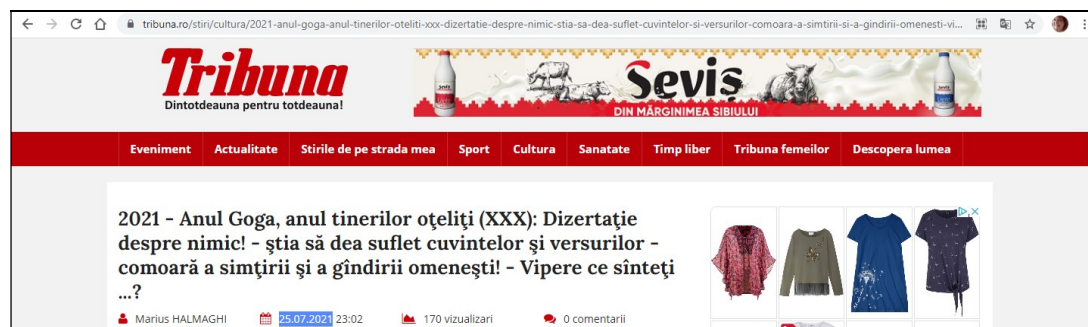 tribuna.ro/stiri/cultura/2021-anul-goga-anul-tinerilor-oteliti-xxx-dizertatie-despre-nimic-stia-sa-dea-suflet-cuvintelor-si-versurilor-comoara-a-simtirii-si-a-gindirii-omenesti-vi...
Tribuna
Dintotdeauna pentru totdeauna!
Seviș
DIN MĂRGINIMEA SIBIULUI
Eveniment Actualitate Stirile de pe strada mea Sport Cultura Sanatate Timp liber Tribuna femeilor Descopera lumea
2021 - Anul Goga, anul tinerilor oţeliţi (XXX): Dizertaţie
despre nimic! - ştia să dea suflet cuvintelor şi versurilor -
comoară a simţirii şi a gîndirii omeneşti! - Vipere ce sînteţi
...?
Marius HALMAGHI 25.07.2021 23:02 170 vizualizari 0 comentarii